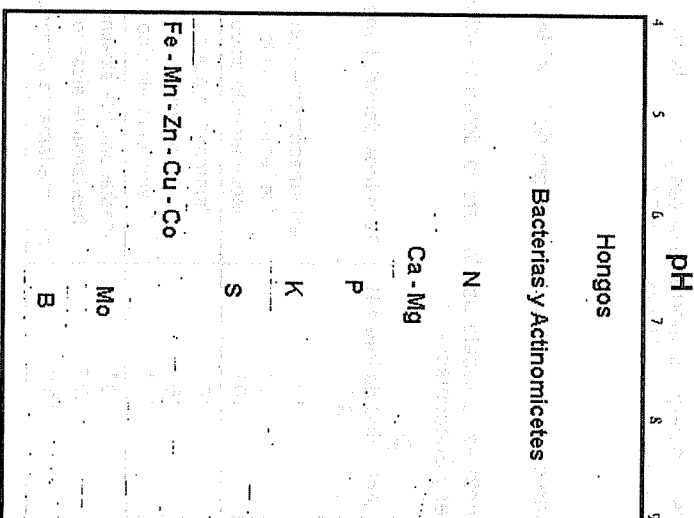 pH
4 5 6 7 8 9
Hongos
Bacterias y Actinomicetes
N
Ca - Mg
P
K
S
Fe - Mn - Zn - Cu - Co
Mo
B